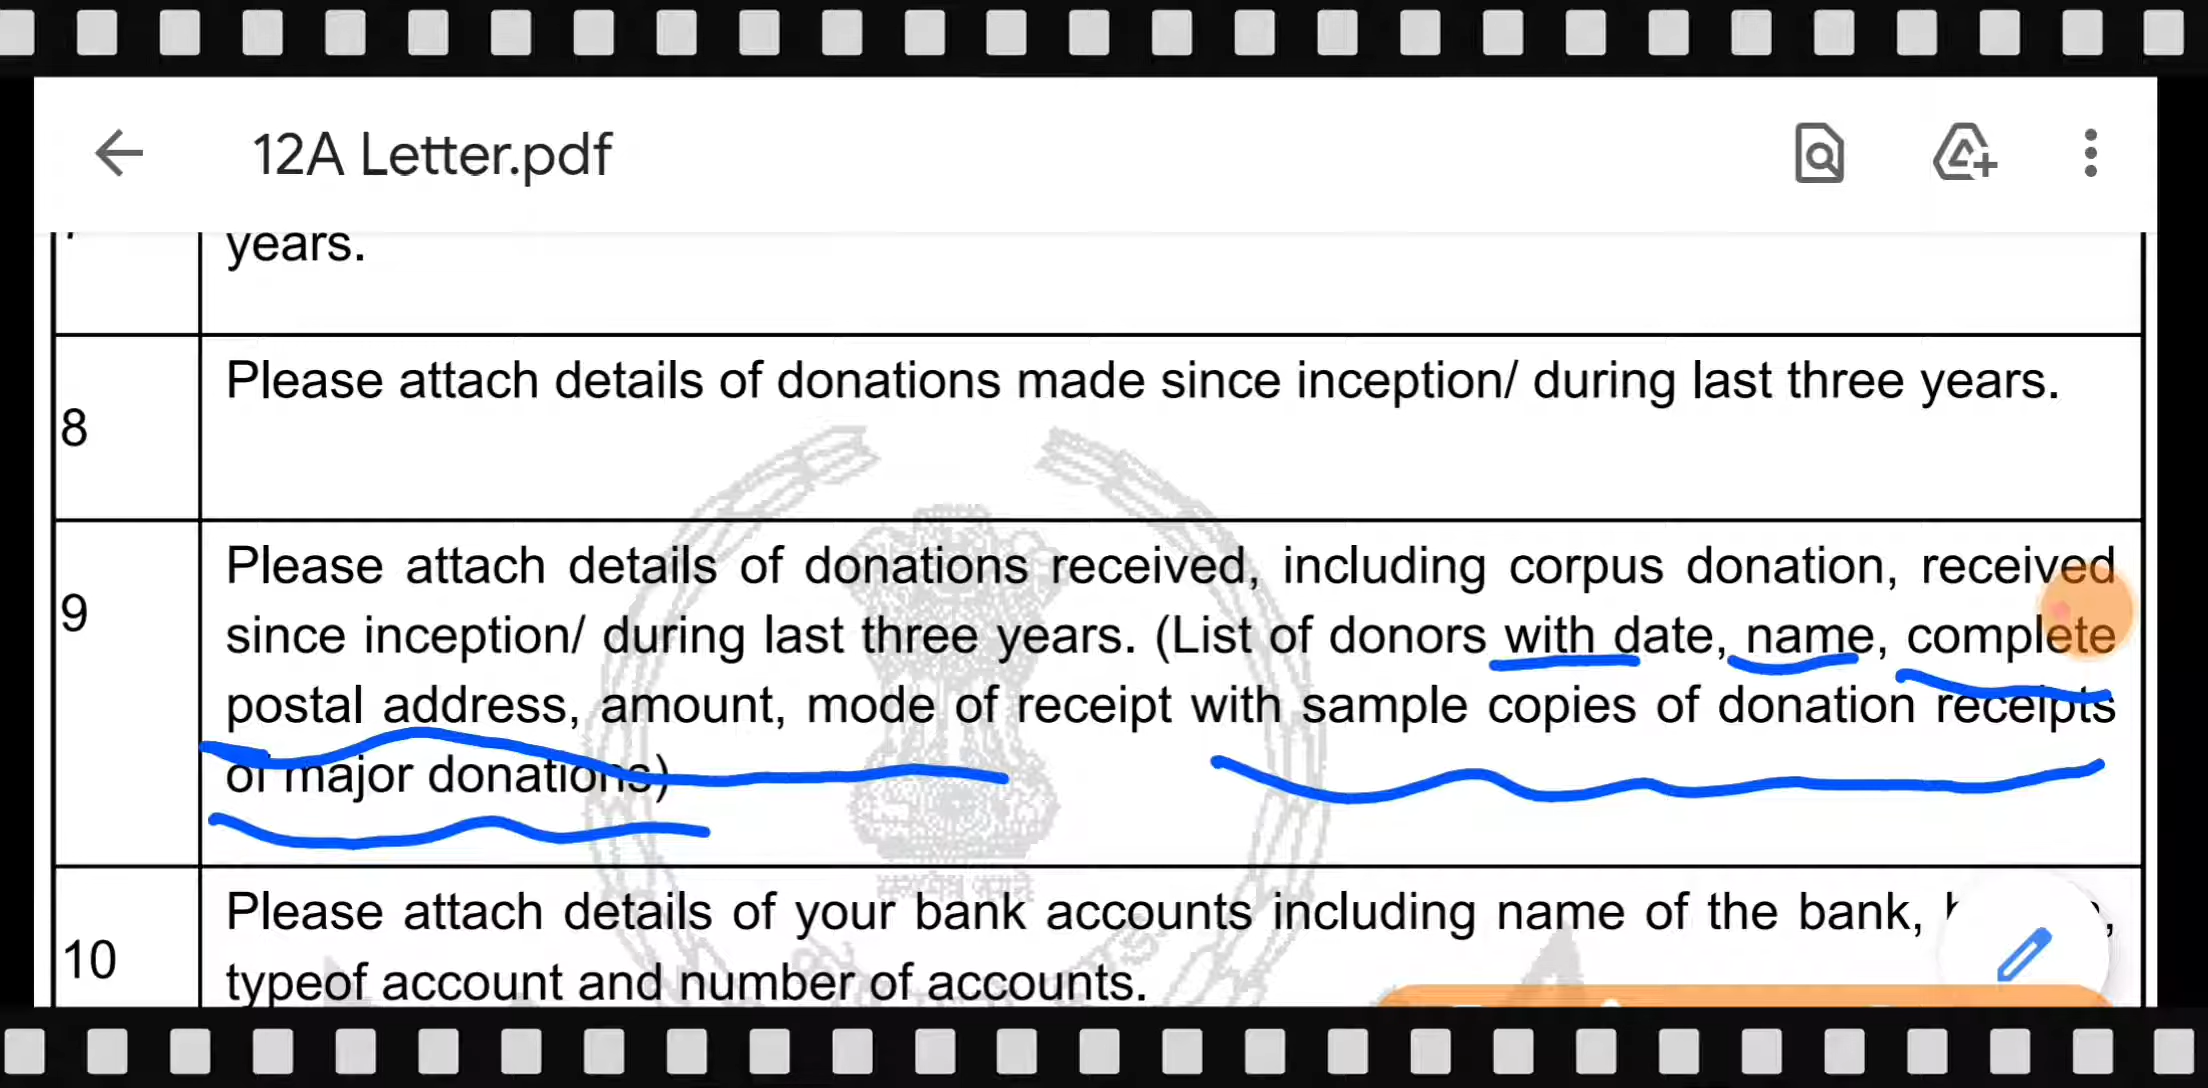 12A Letter.pdf
years.
8
Please attach details of donations made since inception/ during last three years.
9
Please attach details of donations received, including corpus donation, received
since inception/ during last three years. (List of donors with date, name, complete
postal address, amount, mode of receipt with sample copies of donation receipts
of major donations)
10
Please attach details of your bank accounts including name of the bank,
typeof account and number of accounts.